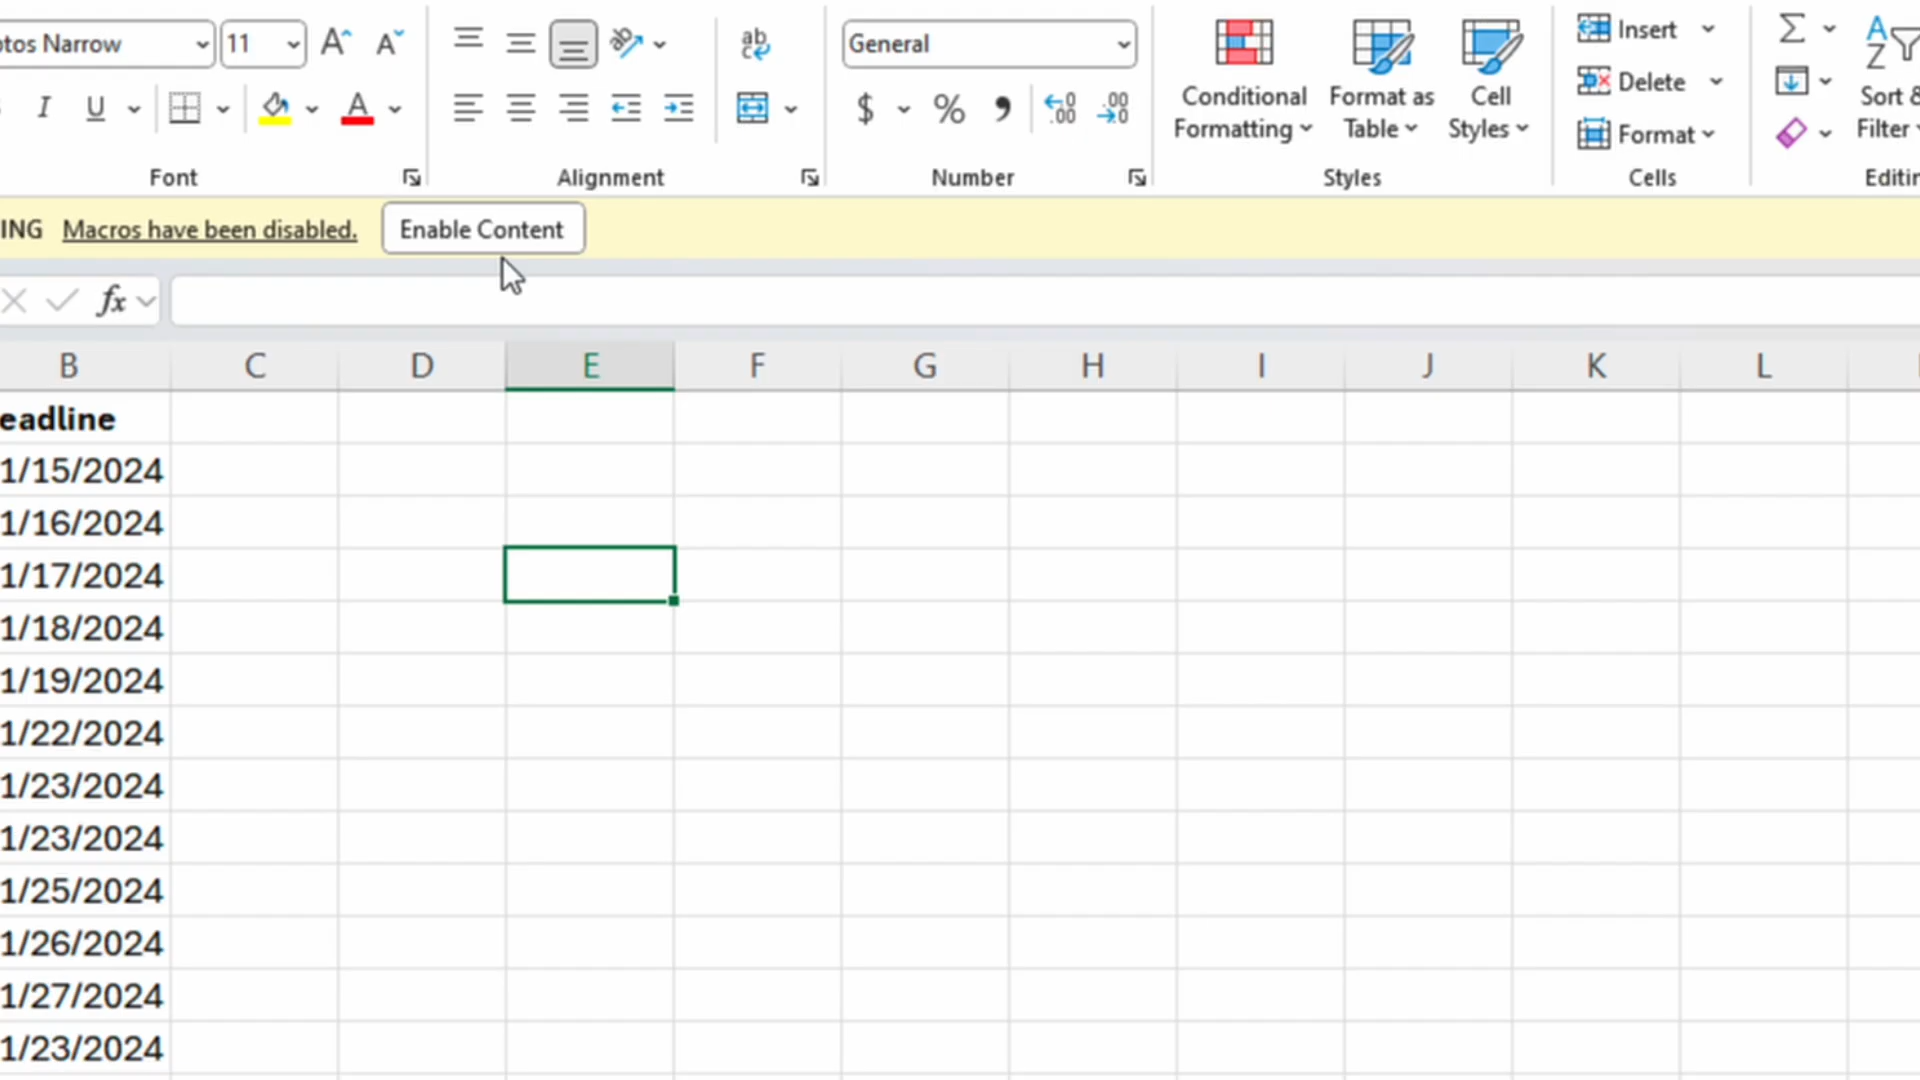 otos Narrow 11 General Insert
Conditional Formatting Format as Table Cell Styles Delete
Sort & Filter Format
Font Alignment Number Styles Cells Editin
ING Macros have been disabled. Enable Content
fx
B C D E F G H I J K L
eadline
1/15/2024
1/16/2024
1/17/2024
1/18/2024
1/19/2024
1/22/2024
1/23/2024
1/23/2024
1/25/2024
1/26/2024
1/27/2024
1/23/2024